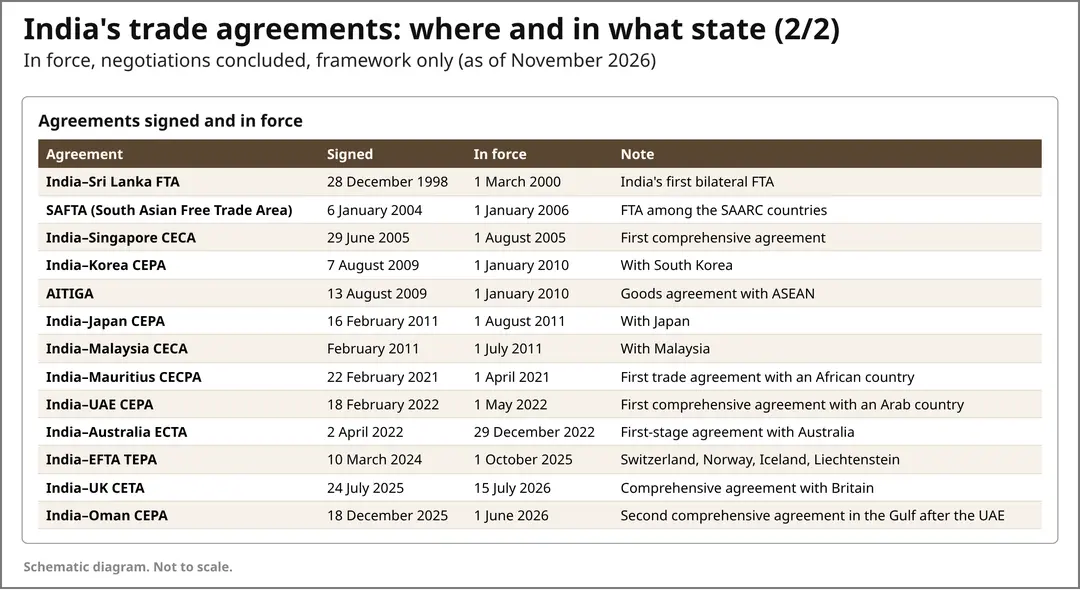 India's trade agreements: where and in what state (2/2)
In force, negotiations concluded, framework only (as of November 2026)
Agreements signed and in force
Agreement Signed In force Note
India–Sri Lanka FTA 28 December 1998 1 March 2000 India's first bilateral FTA
SAFTA (South Asian Free Trade Area) 6 January 2004 1 January 2006 FTA among the SAARC countries
India–Singapore CECA 29 June 2005 1 August 2005 First comprehensive agreement
India–Korea CEPA 7 August 2009 1 January 2010 With South Korea
AITIGA 13 August 2009 1 January 2010 Goods agreement with ASEAN
India–Japan CEPA 16 February 2011 1 August 2011 With Japan
India–Malaysia CECA February 2011 1 July 2011 With Malaysia
India–Mauritius CECPA 22 February 2021 1 April 2021 First trade agreement with an African country
India–UAE CEPA 18 February 2022 1 May 2022 First comprehensive agreement with an Arab country
India–Australia ECTA 2 April 2022 29 December 2022 First-stage agreement with Australia
India–EFTA TEPA 10 March 2024 1 October 2025 Switzerland, Norway, Iceland, Liechtenstein
India–UK CETA 24 July 2025 15 July 2026 Comprehensive agreement with Britain
India–Oman CEPA 18 December 2025 1 June 2026 Second comprehensive agreement in the Gulf after the UAE
Schematic diagram. Not to scale.